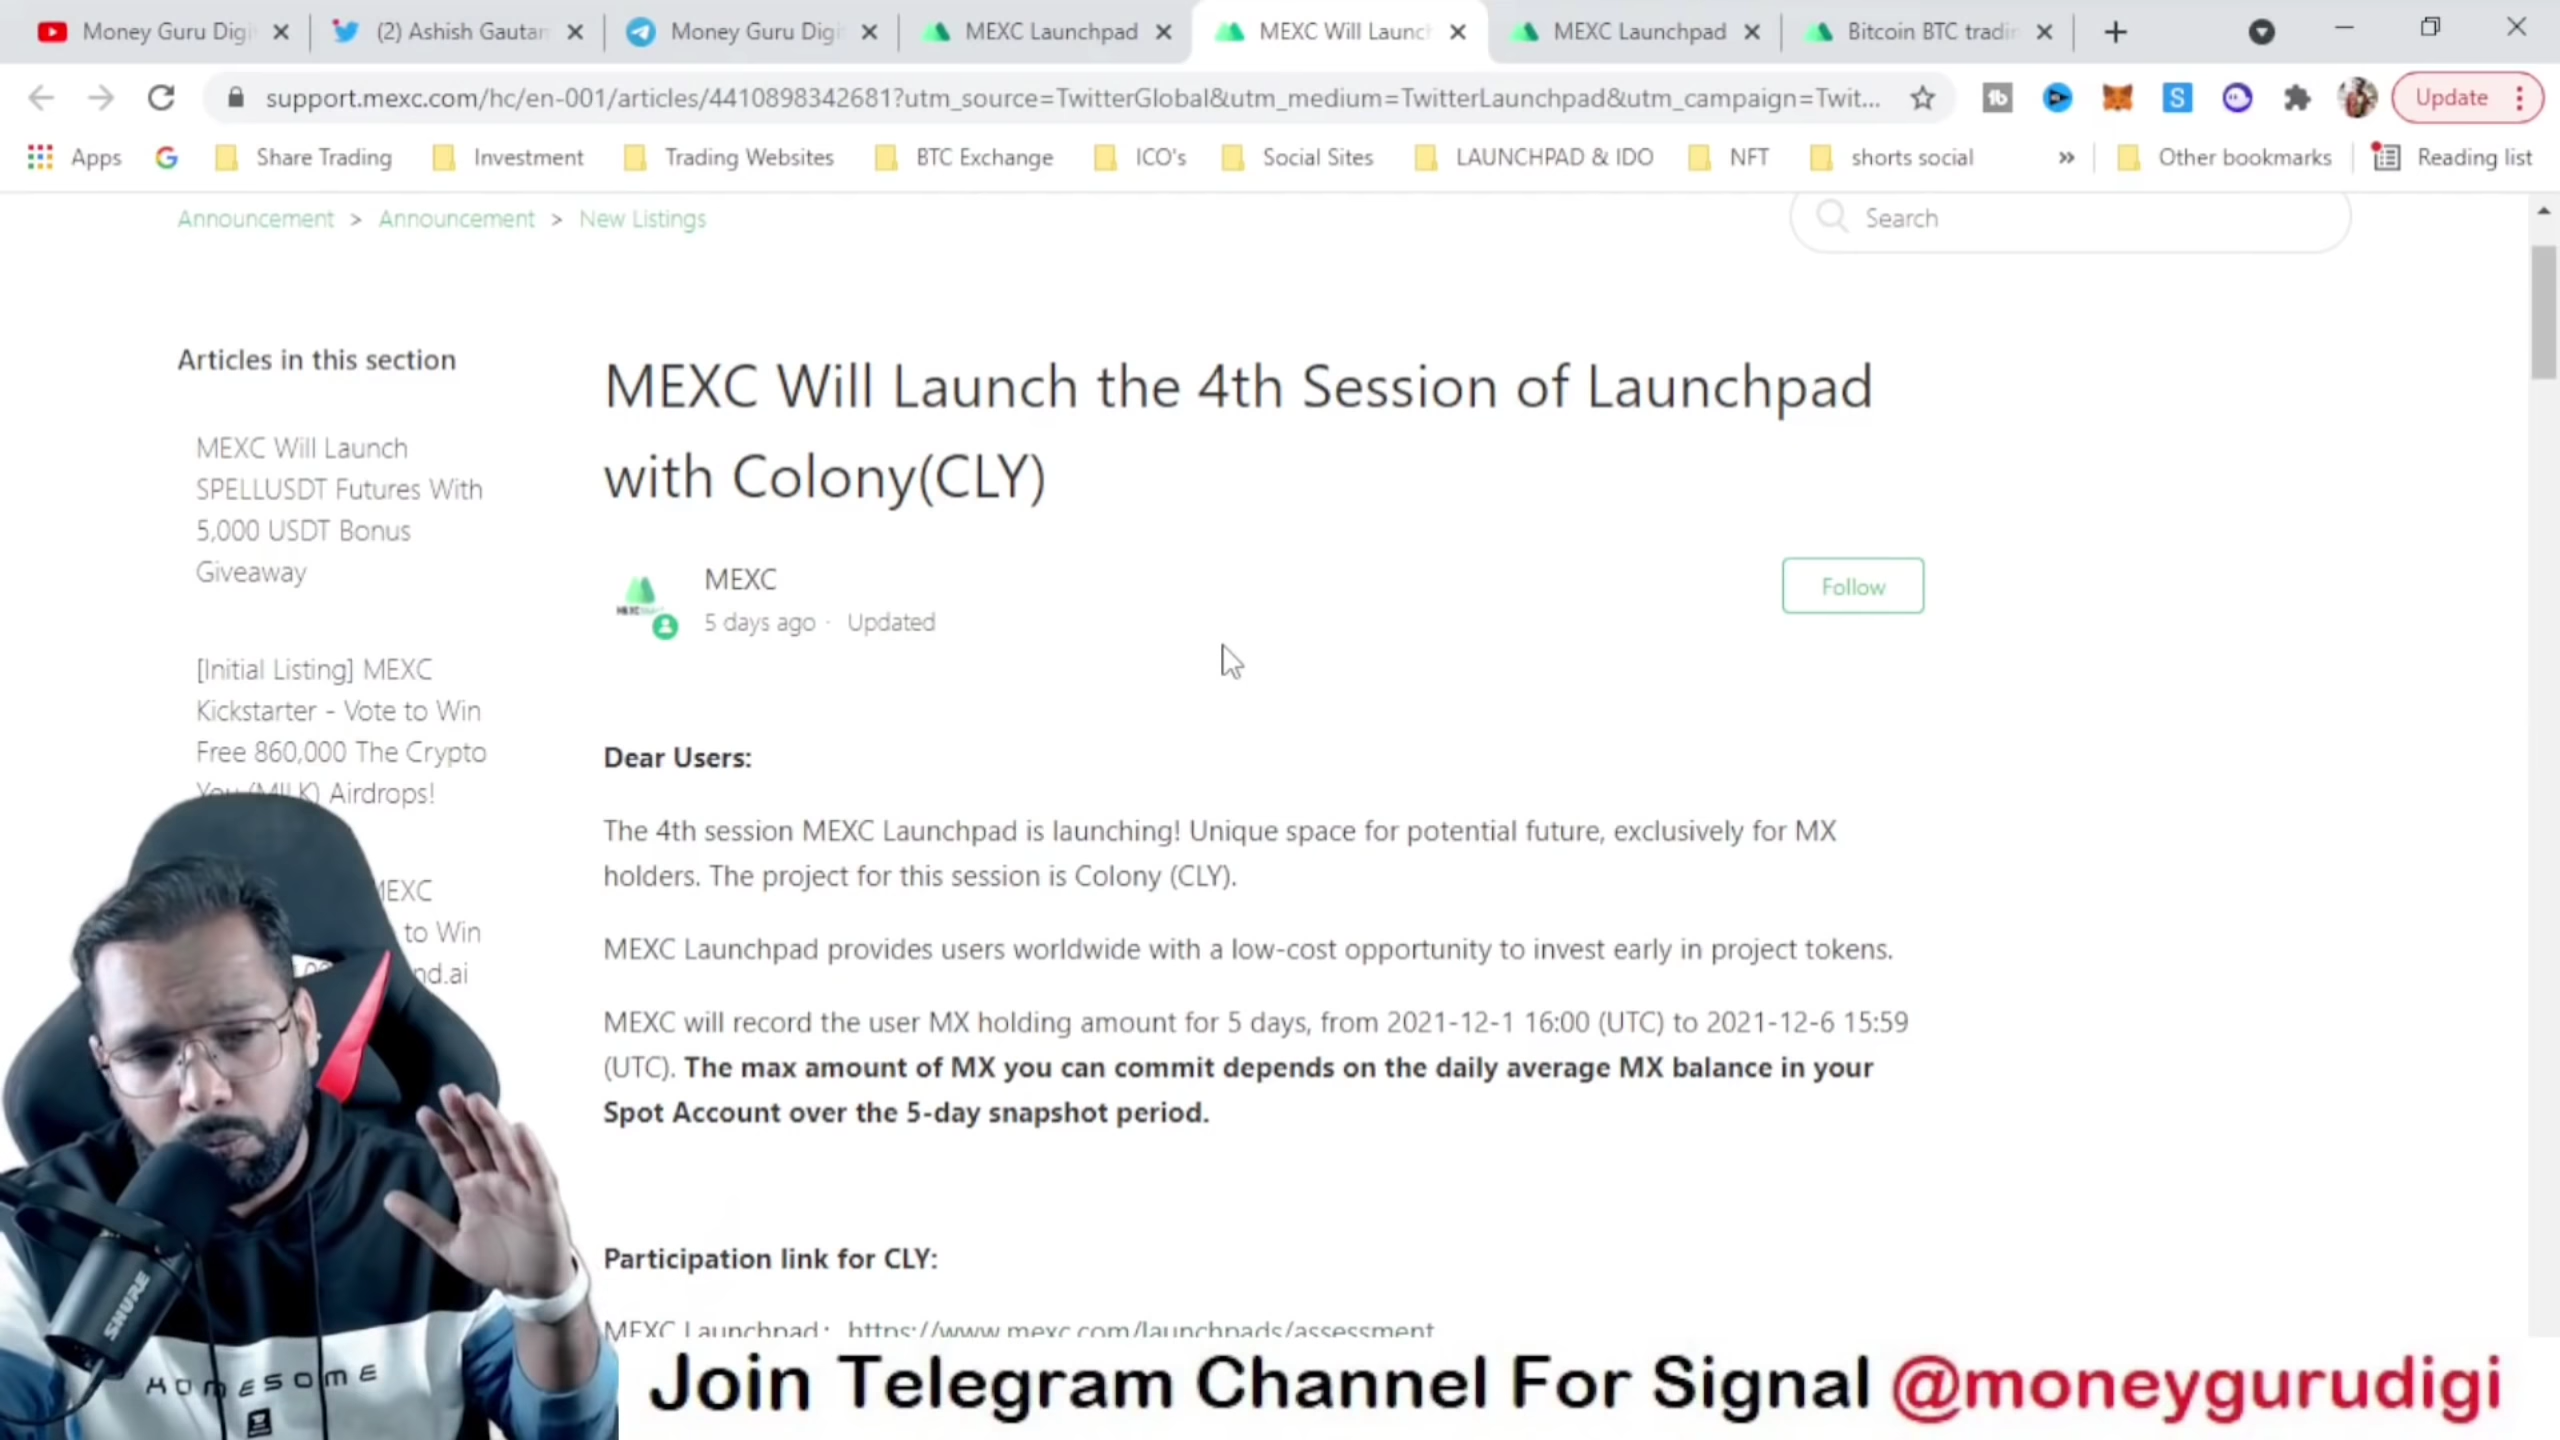 Money Guru Digi
(2) Ashish Gautam
Money Guru Digi
MEXC Launchpad
MEXC Will Launch
MEXC Launchpad
Bitcoin BTC tradin
support.mexc.com/hc/en-001/articles/4410898342681?utm_source=TwitterGlobal&utm_medium=TwitterLaunchpad&utm_campaign=Twit...
Update
Apps
Share Trading
Investment
Trading Websites
BTC Exchange
ICO's
Social Sites
LAUNCHPAD & IDO
NFT
shorts social
»
Other bookmarks
Reading list
Announcement > Announcement > New Listings
Search
Articles in this section
MEXC Will Launch
SPELLUSDT Futures With
5,000 USDT Bonus
Giveaway
[Initial Listing] MEXC
Kickstarter - Vote to Win
Free 860,000 The Crypto
You (MILK) Airdrops!
MEXC
to Win
nd.ai
MEXC Will Launch the 4th Session of Launchpad
with Colony(CLY)
MEXC
5 days ago · Updated
Follow
Dear Users:
The 4th session MEXC Launchpad is launching! Unique space for potential future, exclusively for MX
holders. The project for this session is Colony (CLY).
MEXC Launchpad provides users worldwide with a low-cost opportunity to invest early in project tokens.
MEXC will record the user MX holding amount for 5 days, from 2021-12-1 16:00 (UTC) to 2021-12-6 15:59
(UTC). The max amount of MX you can commit depends on the daily average MX balance in your
Spot Account over the 5-day snapshot period.
Participation link for CLY:
MEXC Launchpad: https://www.mexc.com/launchpads/assessment
SHURE
HOMESOME
Join Telegram Channel For Signal @moneygurudigi